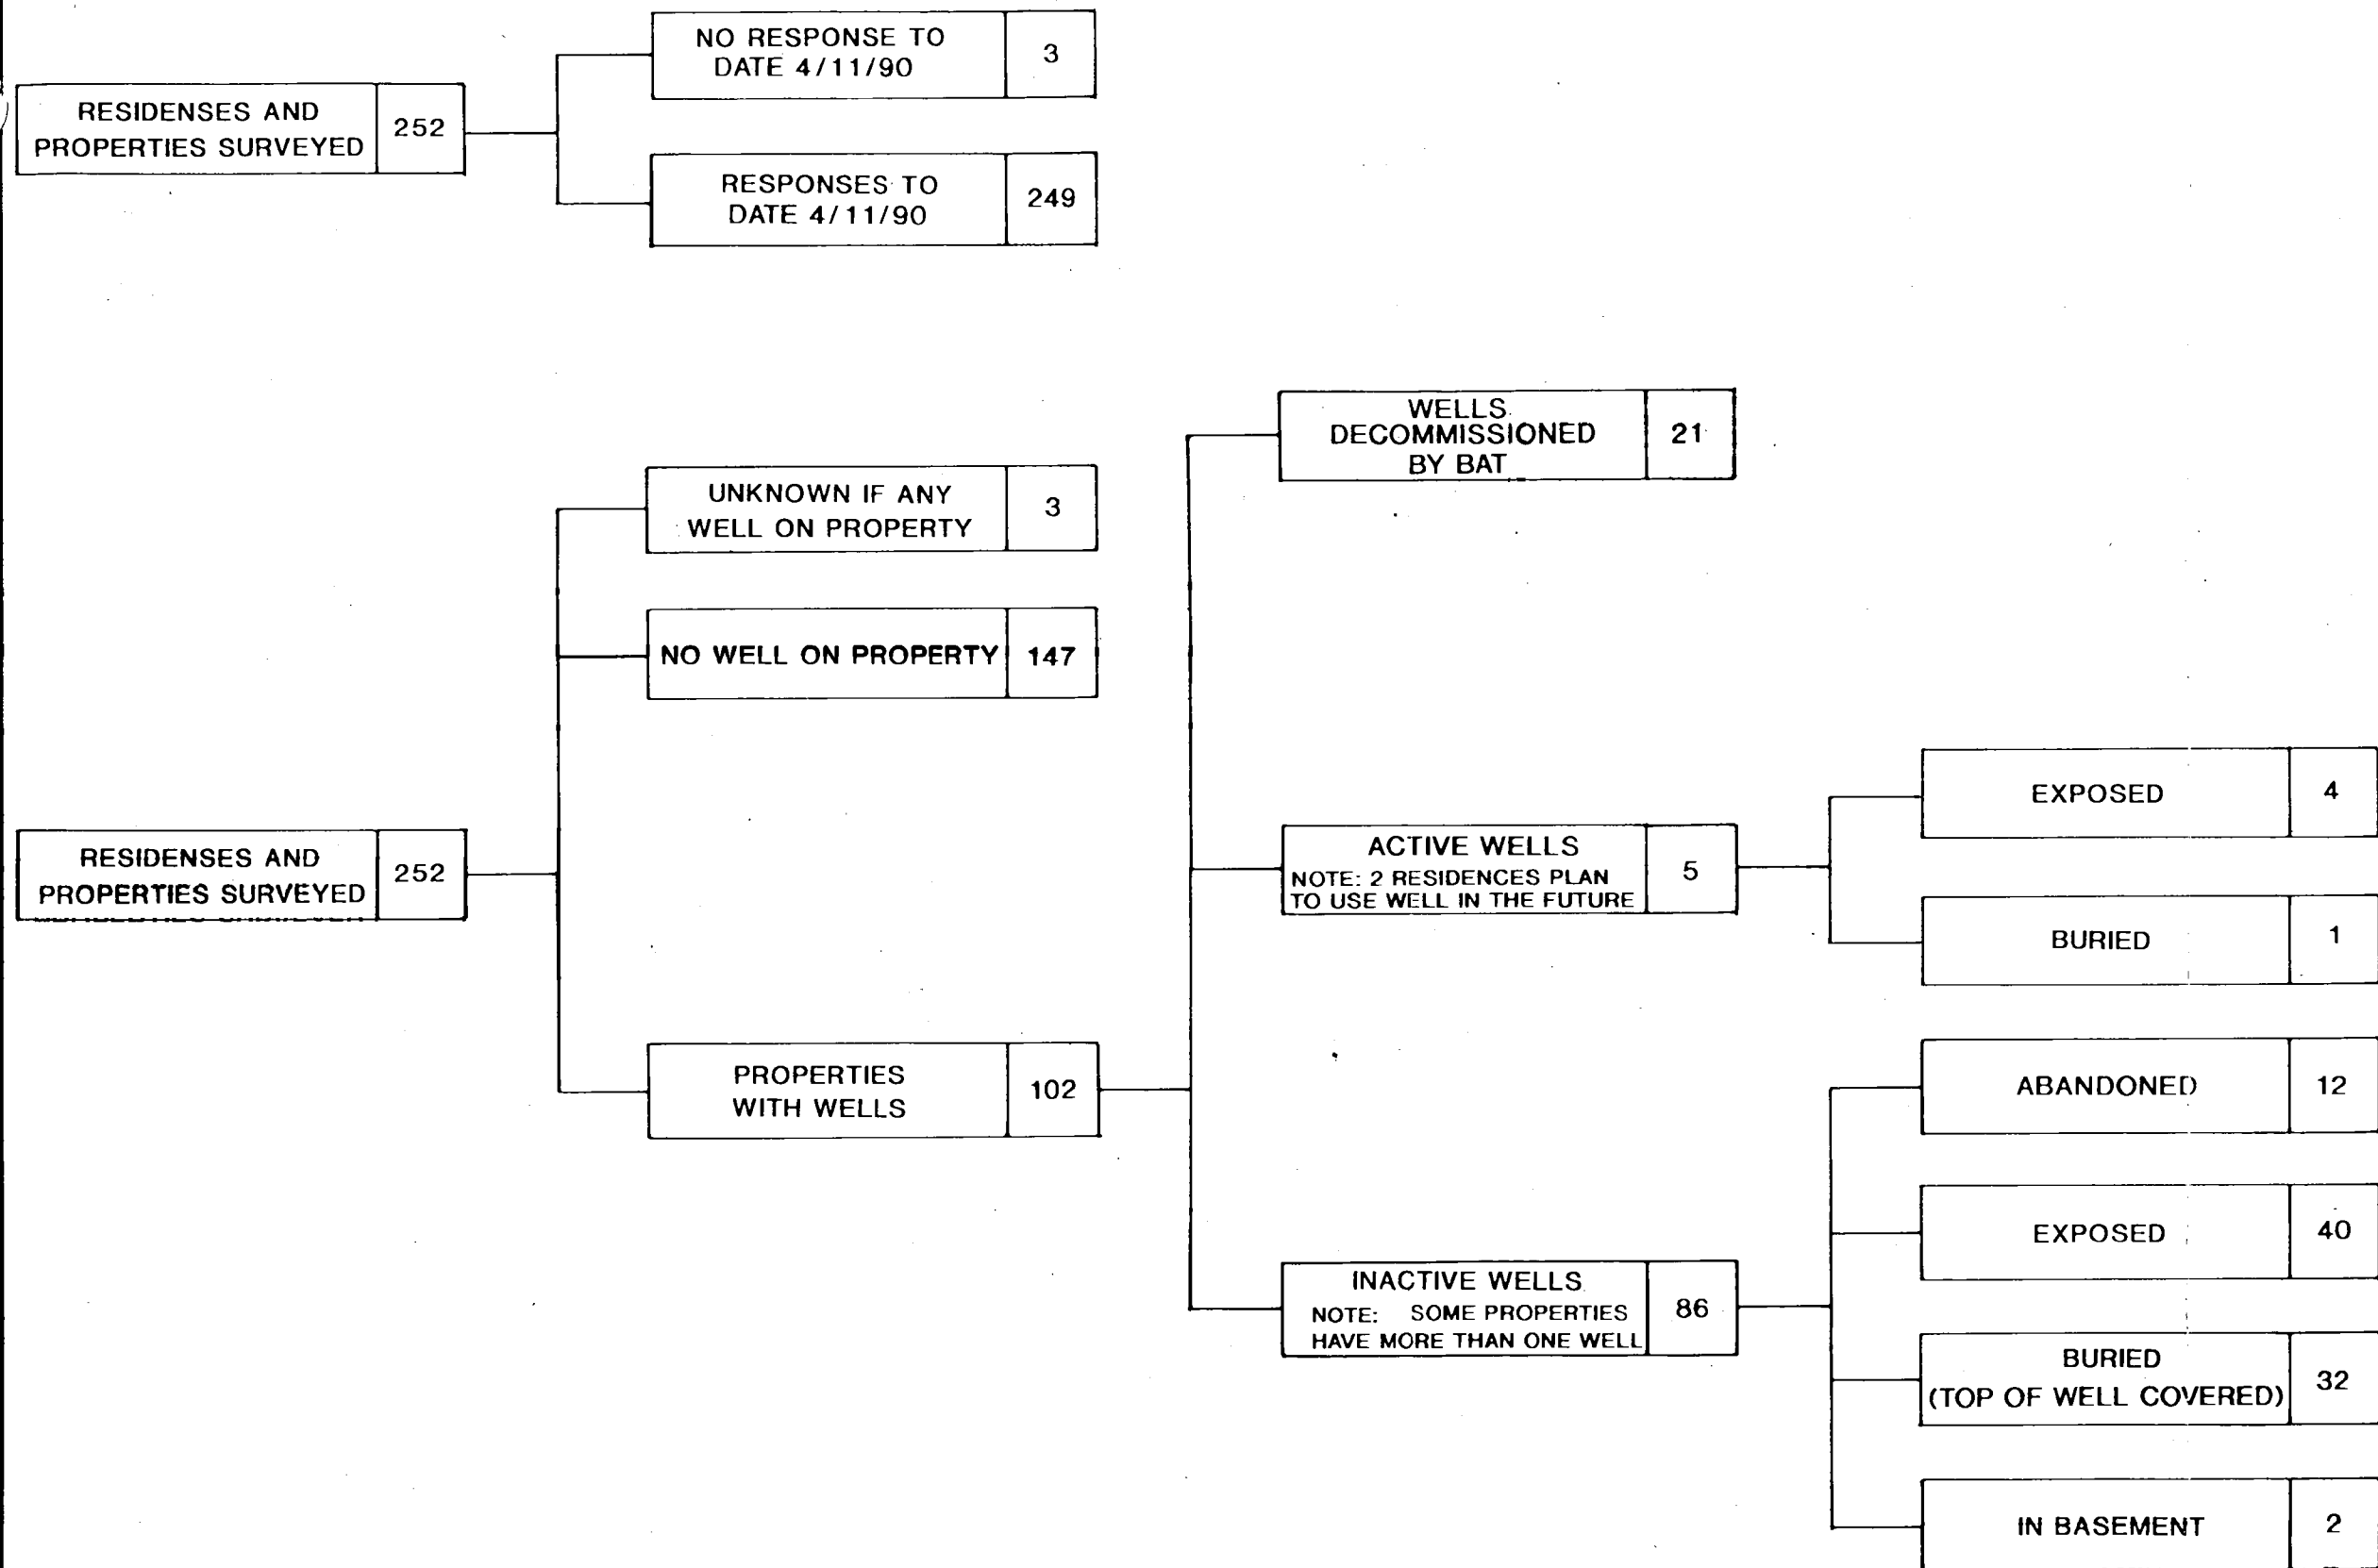 NO RESPONSE TO
DATE 4/11/90
3
RESIDENSES AND
PROPERTIES SURVEYED
252
RESPONSES TO
DATE 4/11/90
249
WELLS
DECOMMISSIONED
BY BAT
21
UNKNOWN IF ANY
WELL ON PROPERTY
3
NO WELL ON PROPERTY
147
RESIDENSES AND
PROPERTIES SURVEYED
252
PROPERTIES
WITH WELLS
102
ACTIVE WELLS
NOTE: 2 RESIDENCES PLAN
TO USE WELL IN THE FUTURE
5
EXPOSED
4
BURIED
1
INACTIVE WELLS
NOTE: SOME PROPERTIES
HAVE MORE THAN ONE WELL
86
ABANDONED
12
EXPOSED
40
BURIED
(TOP OF WELL COVERED)
32
IN BASEMENT
2